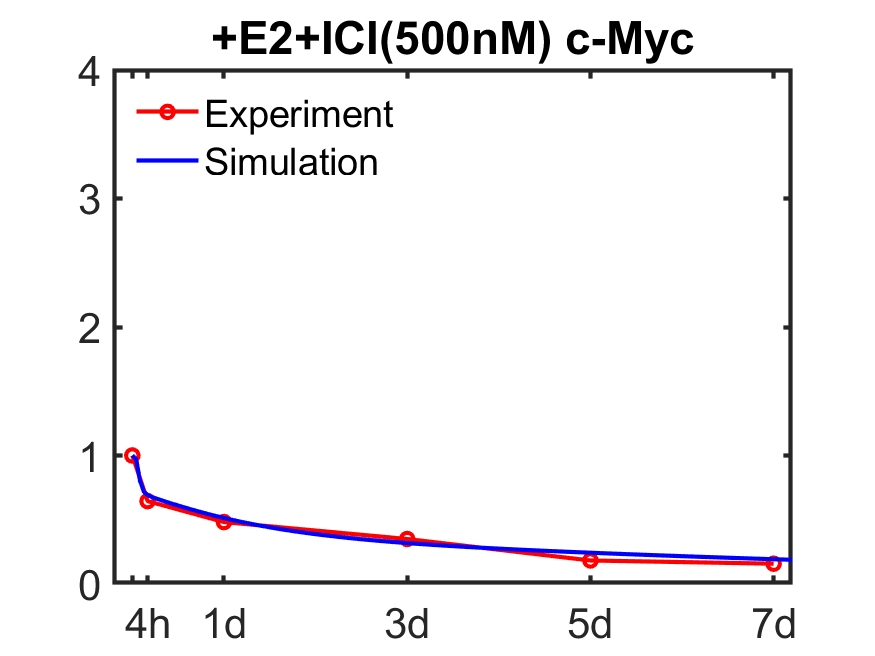 +E2+ICI(500nM) c-Myc
4
Experiment
Simulation
3
2
1
0
4h 1d 3d 5d 7d